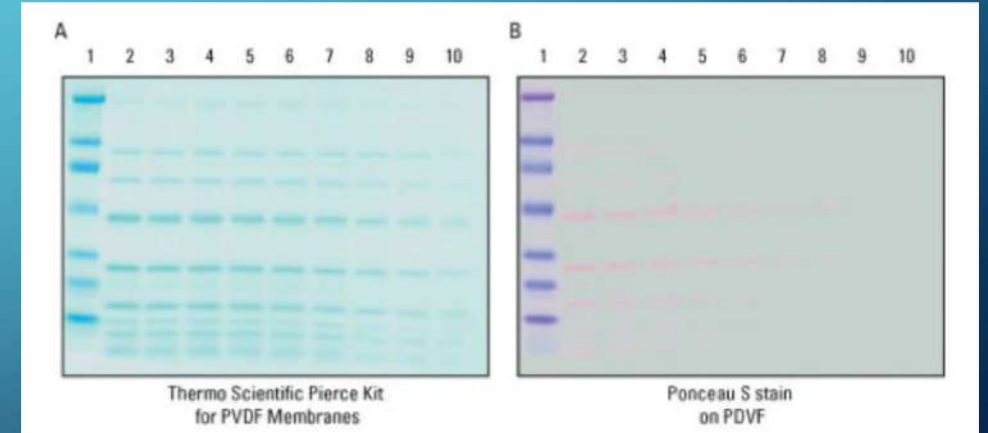 A
1 2 3 4 5 6 7 8 9 10
Thermo Scientific Pierce Kit
for PVDF Membranes
B
1 2 3 4 5 6 7 8 9 10
Ponceau S stain
on PDVF